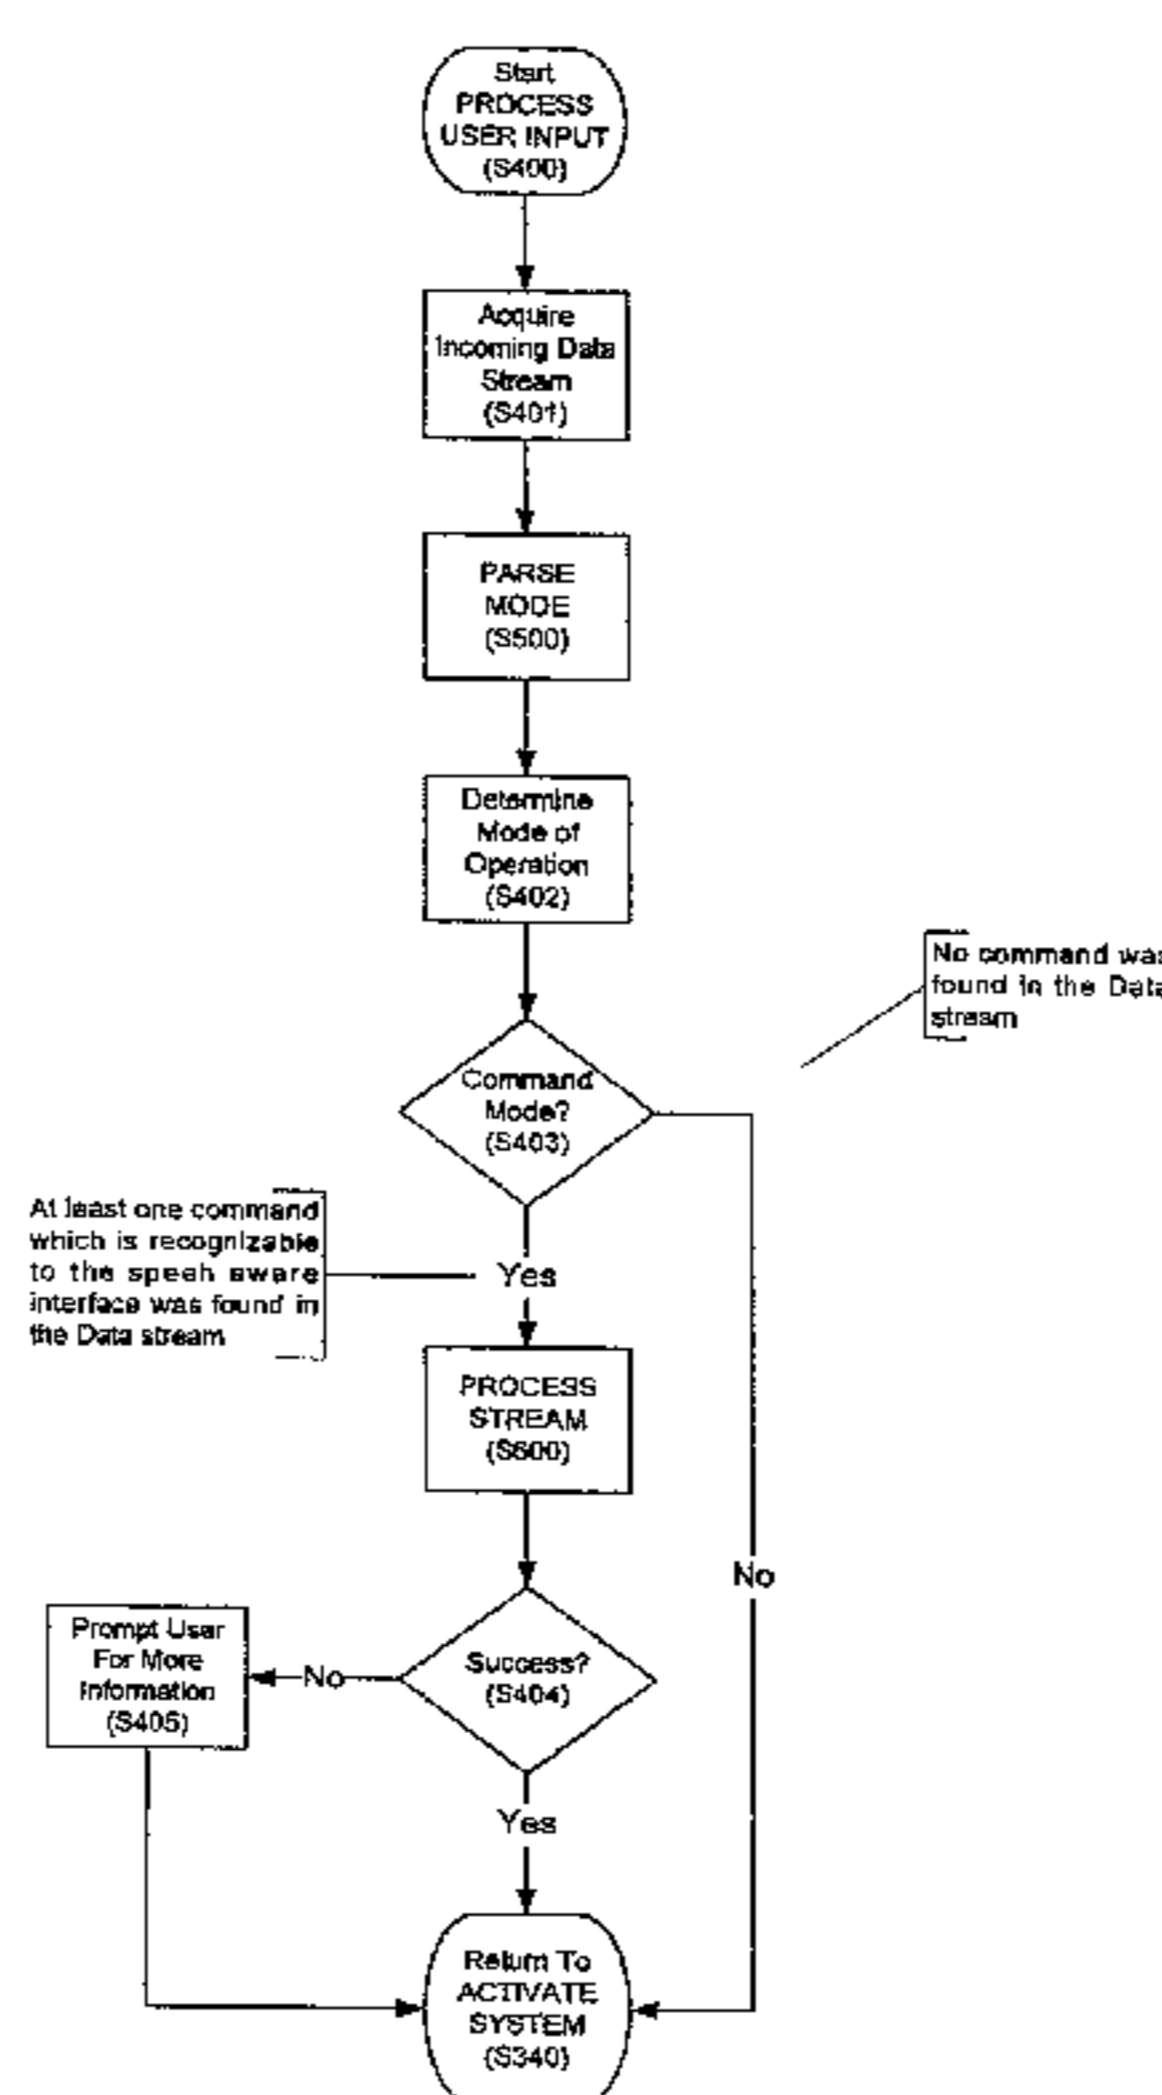 Start
PROCESS
USER INPUT
(S400)
Acquire
Incoming Data
Stream
(S401)
PARSE
MODE
(S500)
Determine
Mode of
Operation
(S402)
No command was
found in the Data
stream
Command
Mode?
(S403)
At least one command
which is recognizable
to the speeh aware
interface was found in
the Data stream
Yes
PROCESS
STREAM
(S600)
No
Prompt User
For More
Information
(S405)
No
Success?
(S404)
Yes
Return To
ACTIVATE
SYSTEM
(S340)